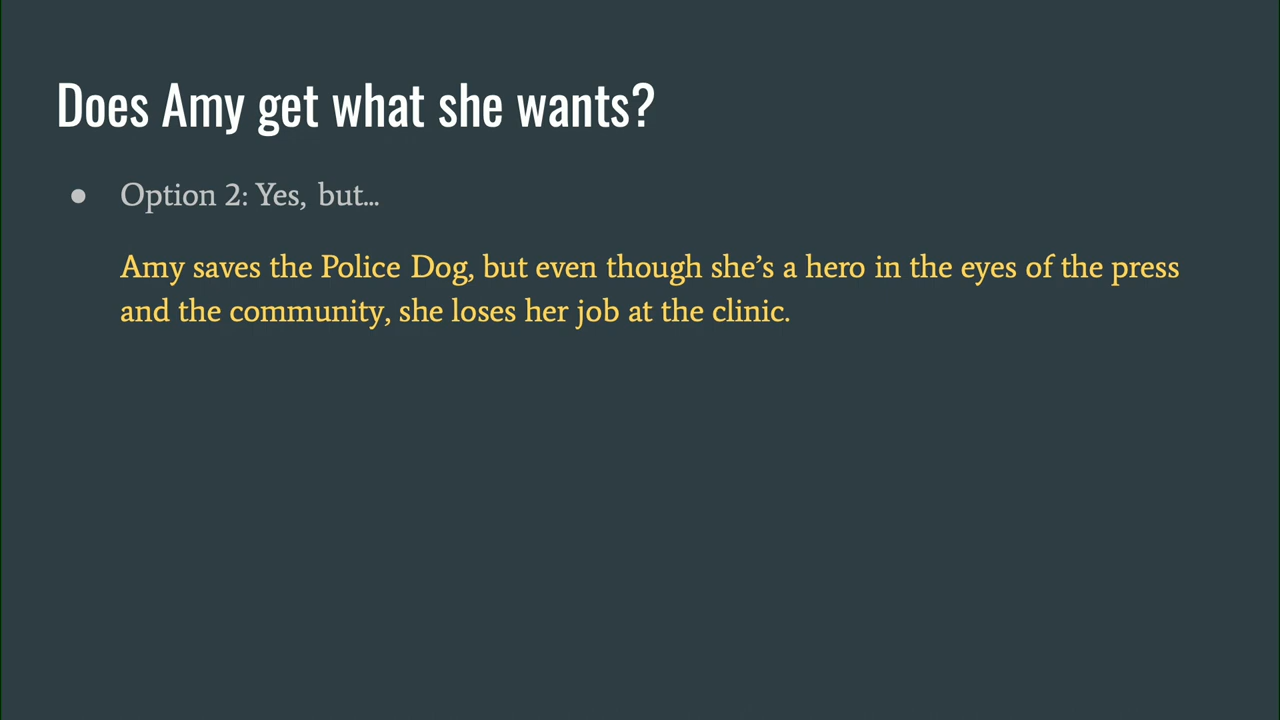 Does Amy get what she wants?
● Option 2: Yes, but…
Amy saves the Police Dog, but even though she’s a hero in the eyes of the press
and the community, she loses her job at the clinic.